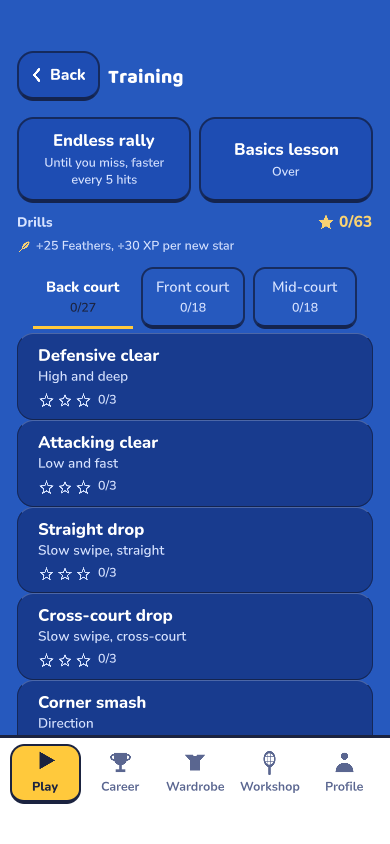 Back
Training
Endless rally
Until you miss, faster
every 5 hits
Basics lesson
Over
Drills
0/63
+25 Feathers, +30 XP per new star
Back court
0/27
Front court
0/18
Mid-court
0/18
Defensive clear
High and deep
0/3
Attacking clear
Low and fast
0/3
Straight drop
Slow swipe, straight
0/3
Cross-court drop
Slow swipe, cross-court
0/3
Corner smash
Direction
Play
Career
Wardrobe
Workshop
Profile